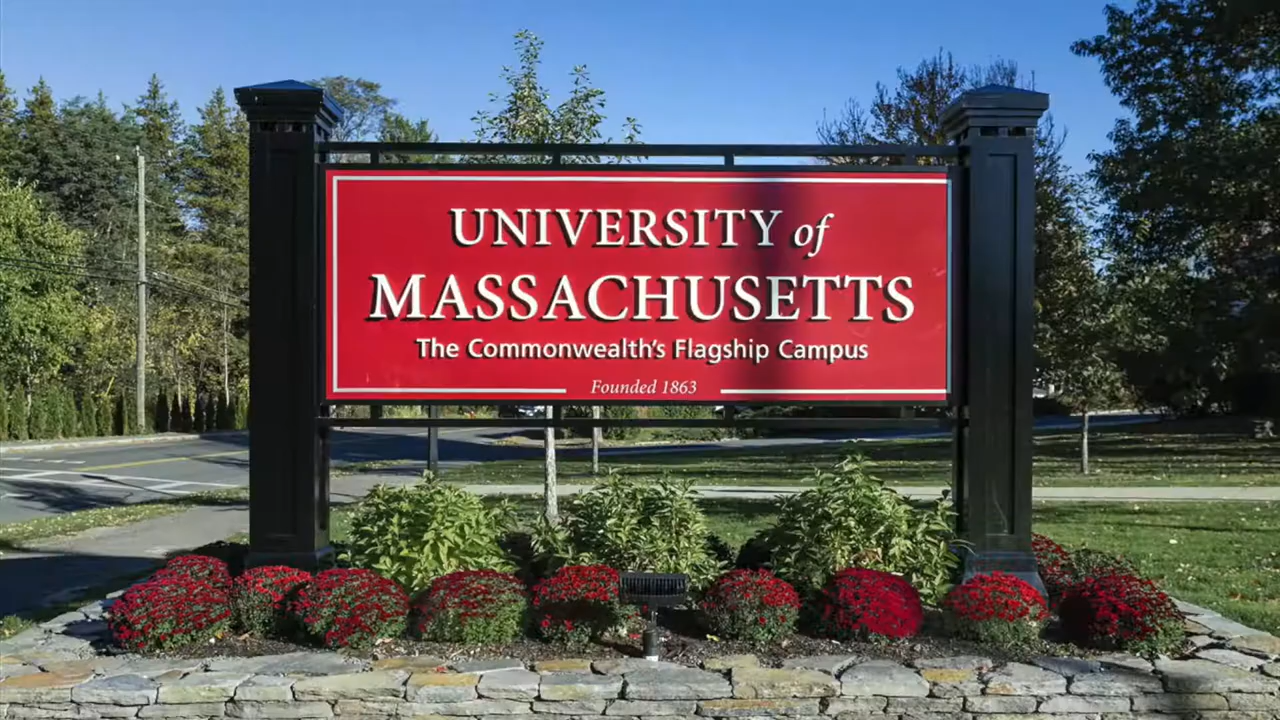 UNIVERSITY of
MASSACHUSETTS
The Commonwealth's Flagship Campus
Founded 1863